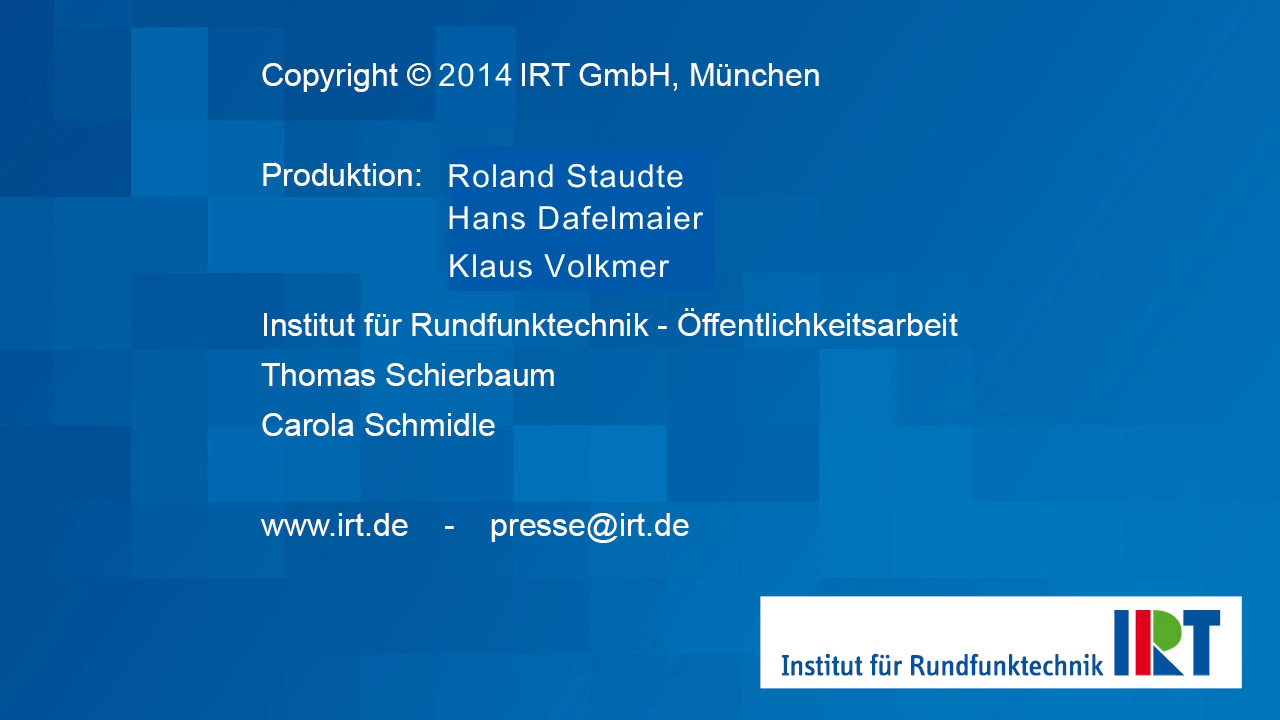 Copyright © 2014 IRT GmbH, München
Produktion: Roland Staudte
Hans Dafelmaier
Klaus Volkmer
Institut für Rundfunktechnik - Öffentlichkeitsarbeit
Thomas Schierbaum
Carola Schmidle
www.irt.de - presse@irt.de
Institut für Rundfunktechnik IRT